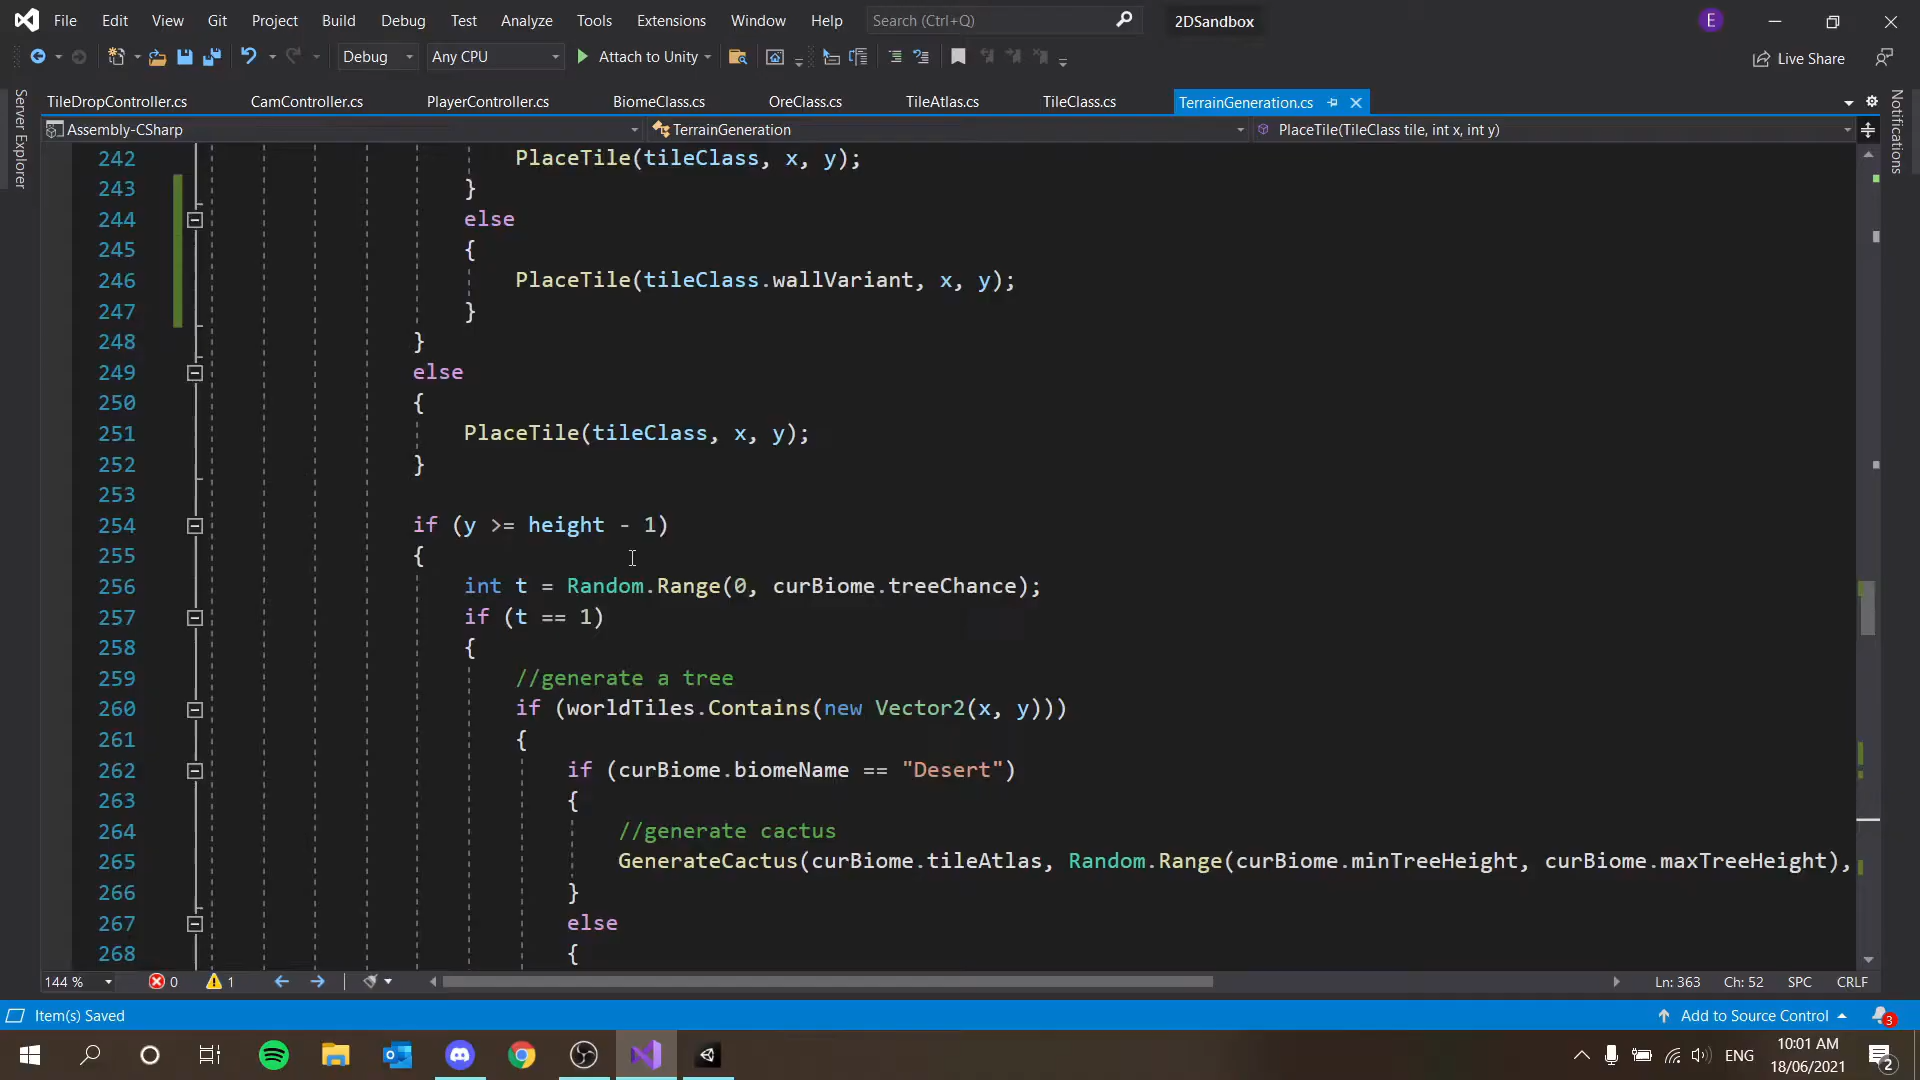 File Edit View Git Project Build Debug Test Analyze Tools Extensions Window Help Search (Ctrl+Q) 2DSandbox E
Debug Any CPU Attach to Unity Live Share
TileDropController.cs CamController.cs PlayerController.cs BiomeClass.cs OreClass.cs TileAtlas.cs TileClass.cs TerrainGeneration.cs
Assembly-CSharp TerrainGeneration PlaceTile(TileClass tile, int x, int y)
Server Explorer
Notifications
242 PlaceTile(tileClass, x, y);
243 }
244 else
245 {
246 PlaceTile(tileClass.wallVariant, x, y);
247 }
248 }
249 else
250 {
251 PlaceTile(tileClass, x, y);
252 }
253
254 if (y >= height - 1)
255 {
256 int t = Random.Range(0, curBiome.treeChance);
257 if (t == 1)
258 {
259 //generate a tree
260 if (worldTiles.Contains(new Vector2(x, y)))
261 {
262 if (curBiome.biomeName == "Desert")
263 {
264 //generate cactus
265 GenerateCactus(curBiome.tileAtlas, Random.Range(curBiome.minTreeHeight, curBiome.maxTreeHeight),
266 }
267 else
268 {
144 % 0 1 Ln: 363 Ch: 52 SPC CRLF
Item(s) Saved Add to Source Control 3
ENG 10:01 AM
18/06/2021 2